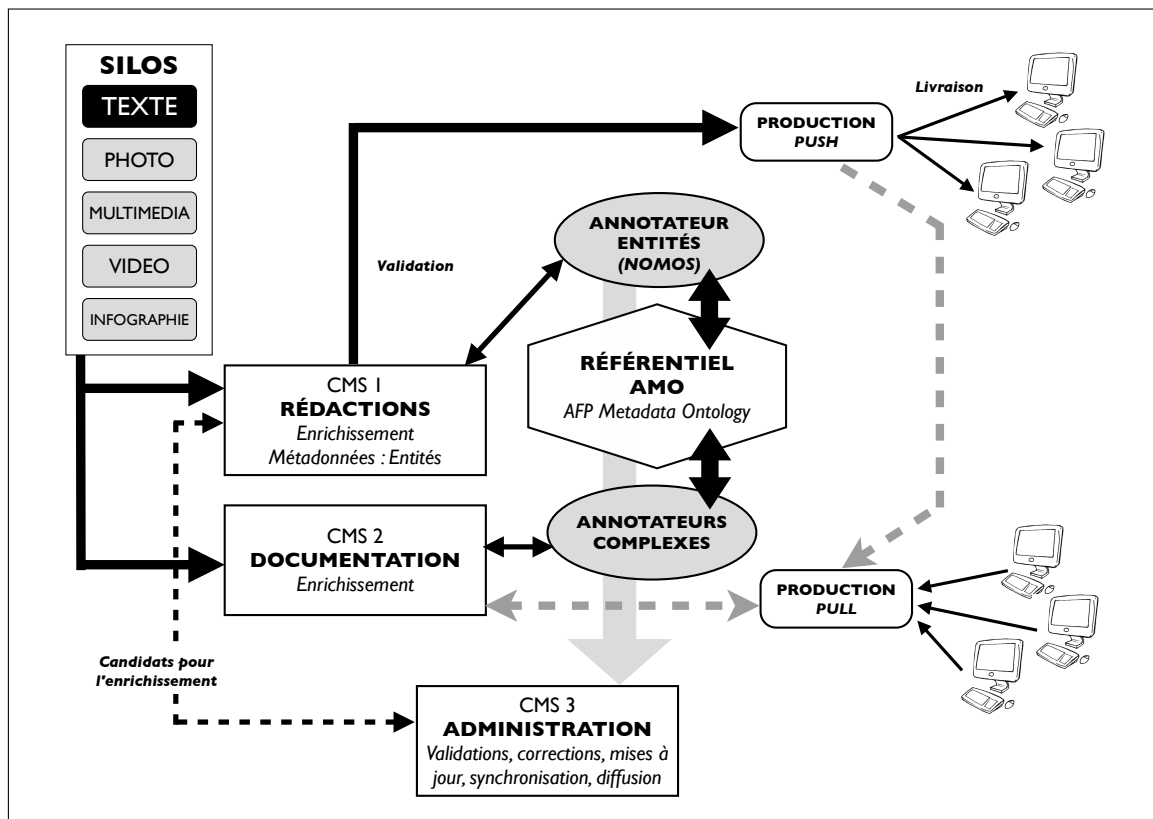 SILOS
TEXTE
PHOTO
MULTIMEDIA
VIDEO
INFOGRAPHIE
Livraison
PRODUCTION
PUSH
ANNOTATEUR
ENTITÉS
(NOMOS)
Validation
RÉFÉRENTIEL
AMO
AFP Metadata Ontology
CMS 1
RÉDACTIONS
Enrichissement
Métadonnées : Entités
CMS 2
DOCUMENTATION
Enrichissement
ANNOTATEURS
COMPLEXES
PRODUCTION
PULL
Candidats pour
l'enrichissement
CMS 3
ADMINISTRATION
Validations, corrections, mises à
jour, synchronisation, diffusion